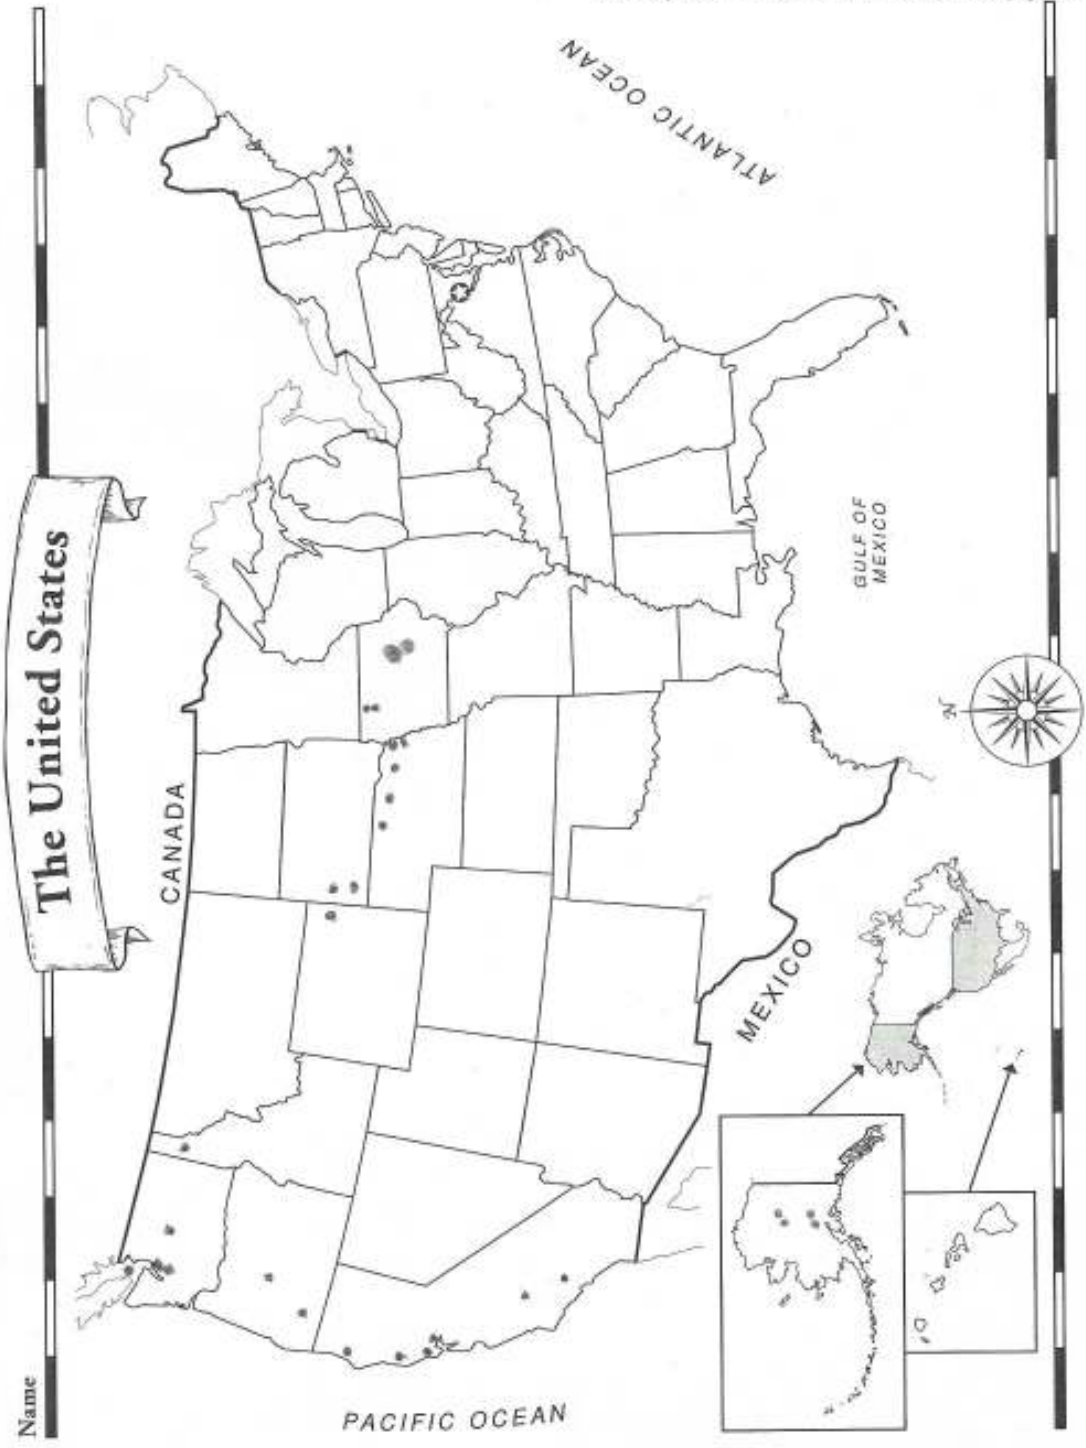 Name
The United States
CANADA
ATLANTIC OCEAN
PACIFIC OCEAN
MEXICO
GULF OF
MEXICO
N